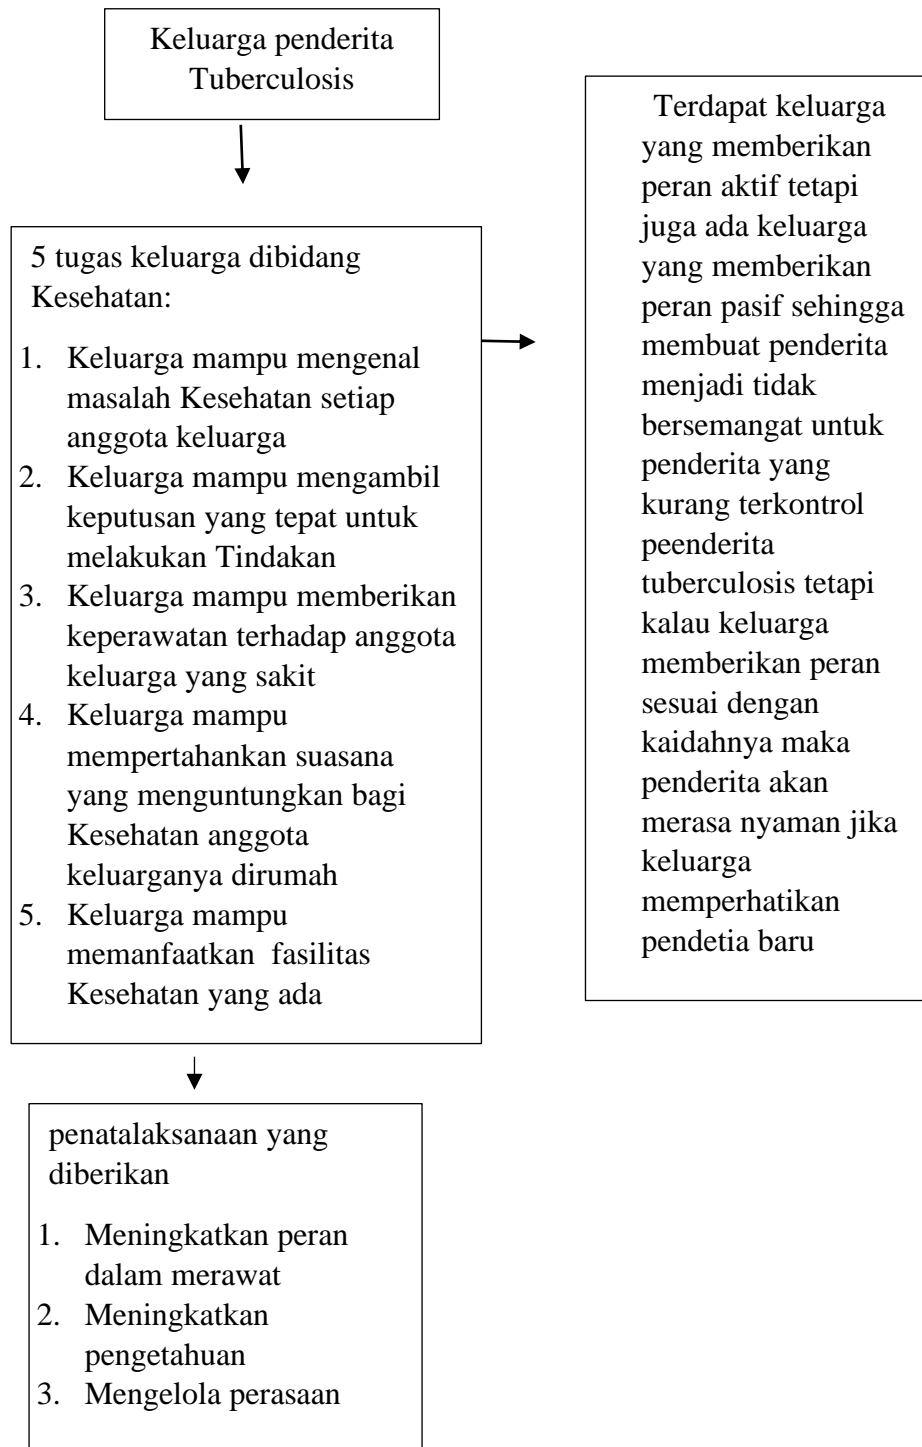 Keluarga penderita
Tuberculosis
5 tugas keluarga dibidang
Kesehatan:
1. Keluarga mampu mengenal
masalah Kesehatan setiap
anggota keluarga
2. Keluarga mampu mengambil
keputusan yang tepat untuk
melakukan Tindakan
3. Keluarga mampu memberikan
keperawatan terhadap anggota
keluarga yang sakit
4. Keluarga mampu
mempertahankan suasana
yang menguntungkan bagi
Kesehatan anggota
keluarganya dirumah
5. Keluarga mampu
memanfaatkan fasilitas
Kesehatan yang ada
Terdapat keluarga
yang memberikan
peran aktif tetapi
juga ada keluarga
yang memberikan
peran pasif sehingga
membuat penderita
menjadi tidak
bersemangat untuk
penderita yang
kurang terkontrol
peenderita
tuberculosis tetapi
kalau keluarga
memberikan peran
sesuai dengan
kaidahnya maka
penderita akan
merasa nyaman jika
keluarga
memperhatikan
pendetia baru
penatalaksanaan yang
diberikan
1. Meningkatkan peran
dalam merawat
2. Meningkatkan
pengetahuan
3. Mengelola perasaan